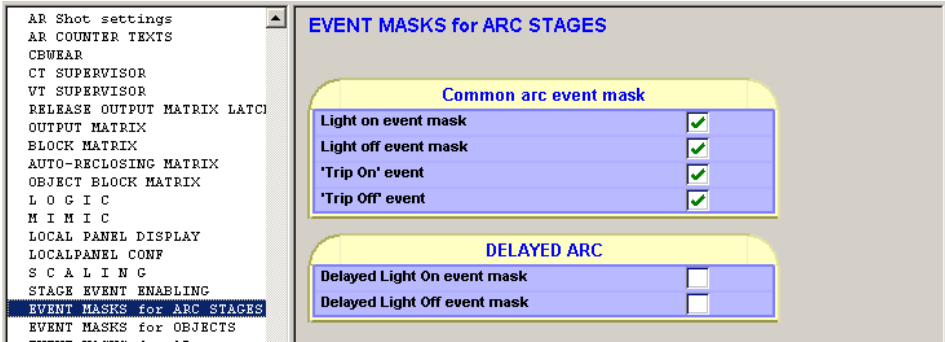 AR Shot settings
AR COUNTER TEXTS
CBWEAR
CT SUPERVISOR
VT SUPERVISOR
RELEASE OUTPUT MATRIX LATCH
OUTPUT MATRIX
BLOCK MATRIX
AUTO-RECLOSING MATRIX
OBJECT BLOCK MATRIX
L O G I C
M I M I C
LOCAL PANEL DISPLAY
LOCALPANEL CONF
S C A L I N G
STAGE EVENT ENABLING
EVENT MASKS for ARC STAGES
EVENT MASKS for OBJECTS
EVENT MASKS for ARC STAGES
Common arc event mask
Light on event mask
Light off event mask
'Trip On' event
'Trip Off' event
DELAYED ARC
Delayed Light On event mask
Delayed Light Off event mask